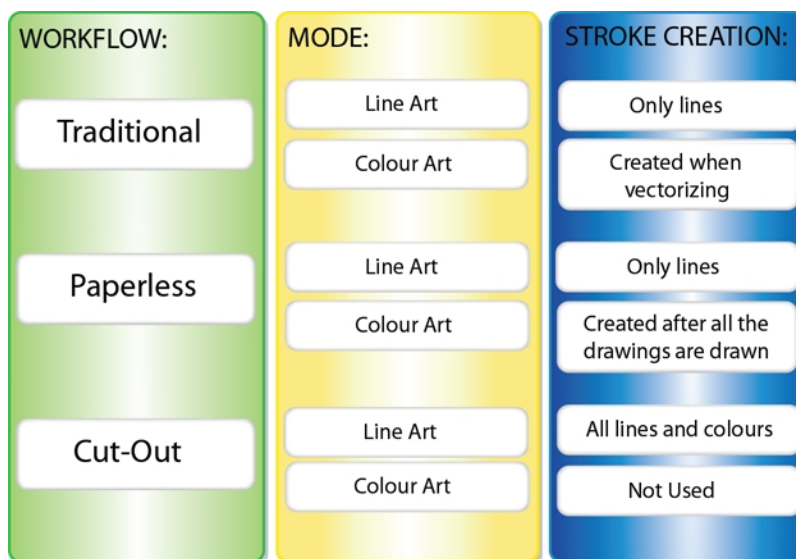 WORKFLOW:
Traditional
Paperless
Cut-Out
MODE:
Line Art
Colour Art
Line Art
Colour Art
Line Art
Colour Art
STROKE CREATION:
Only lines
Created when
vectorizing
Only lines
Created after all the
drawings are drawn
All lines and colours
Not Used